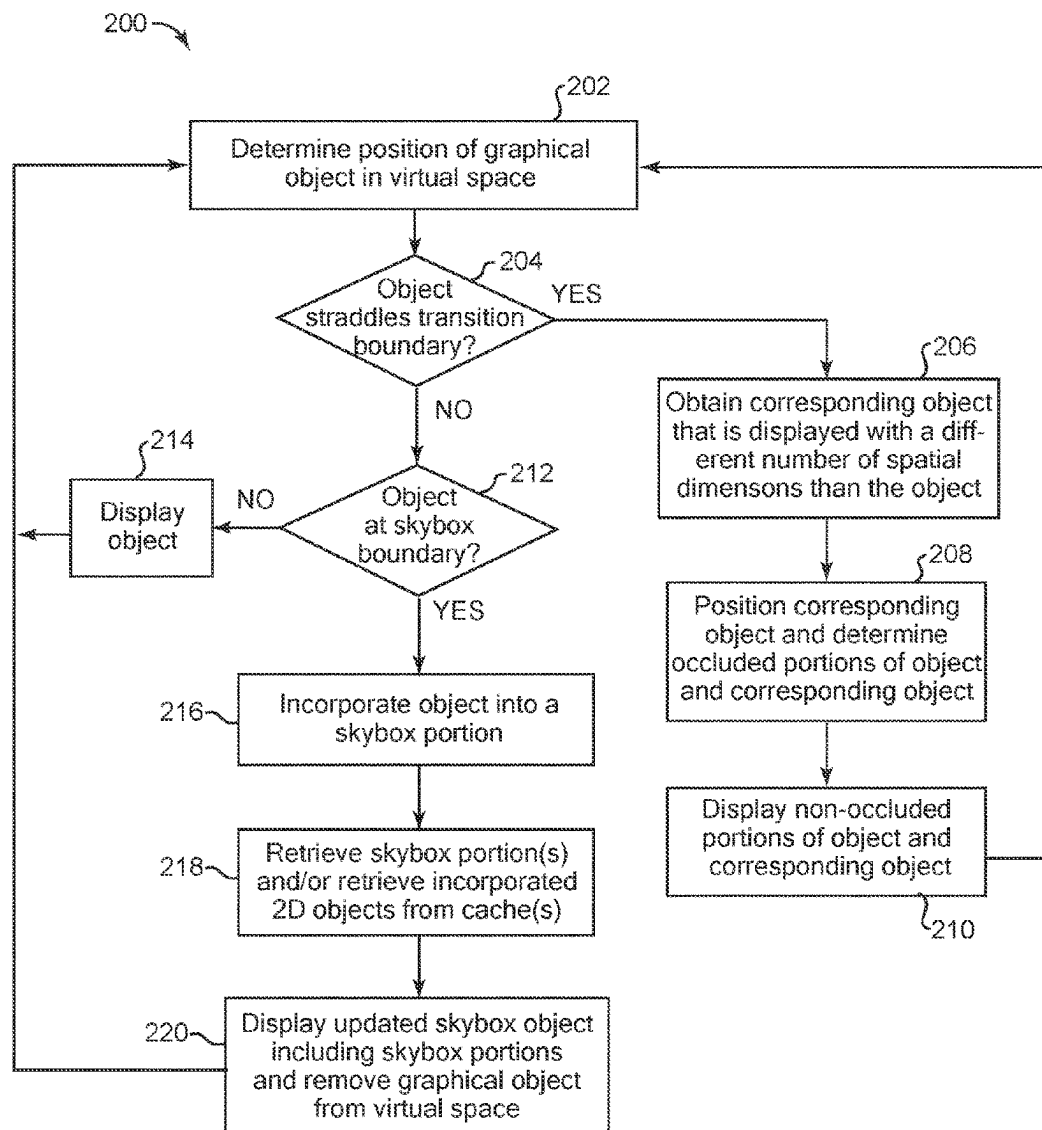 200
202
Determine position of graphical
object in virtual space
204
Object
straddles transition
boundary?
YES
NO
206
Obtain corresponding object
that is displayed with a dif-
erent number of spatial
dimensons than the object
214
Display
object
NO
212
Object
at skybox
boundary?
YES
208
Position corresponding
object and determine
occluded portions of object
and corresponding object
216
Incorporate object into a
skybox portion
218
Retrieve skybox portion(s)
and/or retrieve incorporated
2D objects from cache(s)
Display non-occluded
portions of object and
corresponding object
210
220
Display updated skybox object
including skybox portions
and remove graphical object
from virtual space